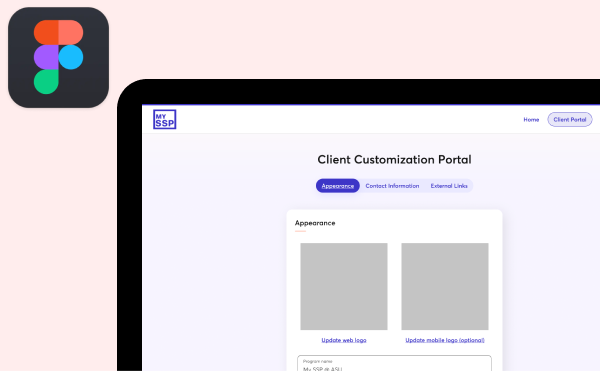 MY
SSP
Home
Client Portal
Client Customization Portal
Appearance
Contact Information
External Links
Appearance
Update web logo
Update mobile logo (optional)
Program name
My SSP @ ASU